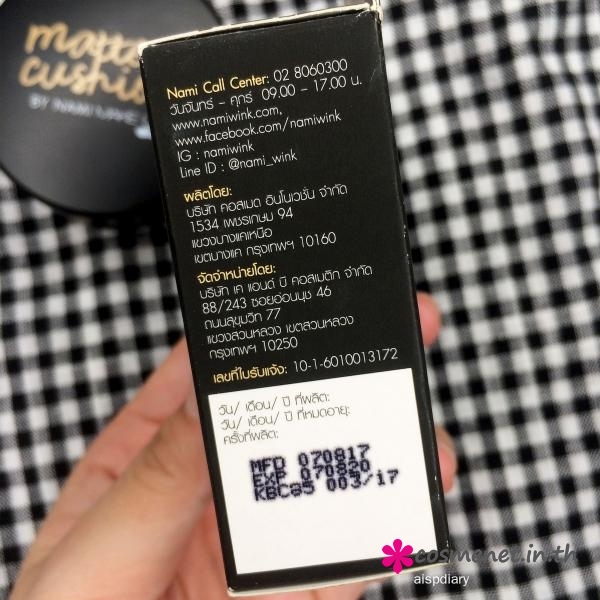 matte
cushion
BY NAMI MAKE
Nami Call Center: 02 8060300
วันจันทร์ - ศุกร์ 09.00 - 17.00 น.
www.namiwink.com,
www.facebook.com/namiwink
IG : namiwink
Line ID : @nami_wink
ผลิตโดย:
บริษัท คอสเมต อินโนเวชั่น จำกัด
1534 เพชรเกษม 94
แขวงบางแคเหนือ
เขตบางแค กรุงเทพฯ 10160
จัดจำหน่ายโดย:
บริษัท เค แอนด์ บี คอสเมติก จำกัด
88/243 ซอยอ่อนนุช 46
ถนนสุขุมวิท 77
แขวงสวนหลวง เขตสวนหลวง
กรุงเทพฯ 10250
เลขที่ใบรับแจ้ง: 10-1-6010013172
วัน/ เดือน/ ปี ที่ผลิต:
วัน/ เดือน/ ปี ที่หมดอายุ:
ครั้งที่ผลิต:
MFD 070817
EXP 070820
KBCa5 003/17
cosmenet.in.th
aispdiary